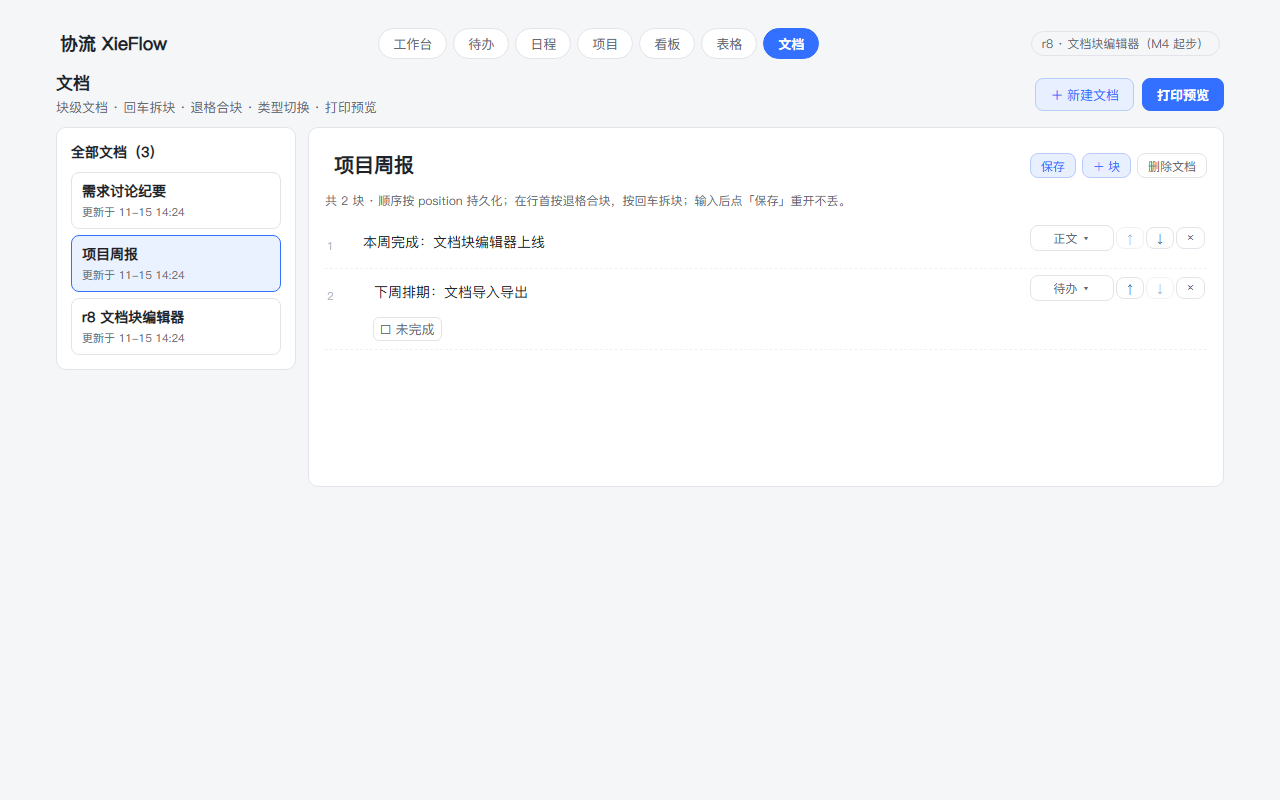 协流 XieFlow
工作台 待办 日程 项目 看板 表格 文档
r8 · 文档块编辑器（M4 起步）
文档
块级文档 · 回车拆块 · 退格合块 · 类型切换 · 打印预览
＋ 新建文档 打印预览
全部文档（3）
需求讨论纪要
更新于 11-15 14:24
项目周报
更新于 11-15 14:24
r8 文档块编辑器
更新于 11-15 14:24
项目周报
保存 ＋ 块 删除文档
共 2 块 · 顺序按 position 持久化；在行首按退格合块，按回车拆块；输入后点「保存」重开不丢。
1 本周完成：文档块编辑器上线 正文 ▾ ↑ ↓ ×
2 下周排期：文档导入导出 待办 ▾ ↑ ↓ ×
☐ 未完成